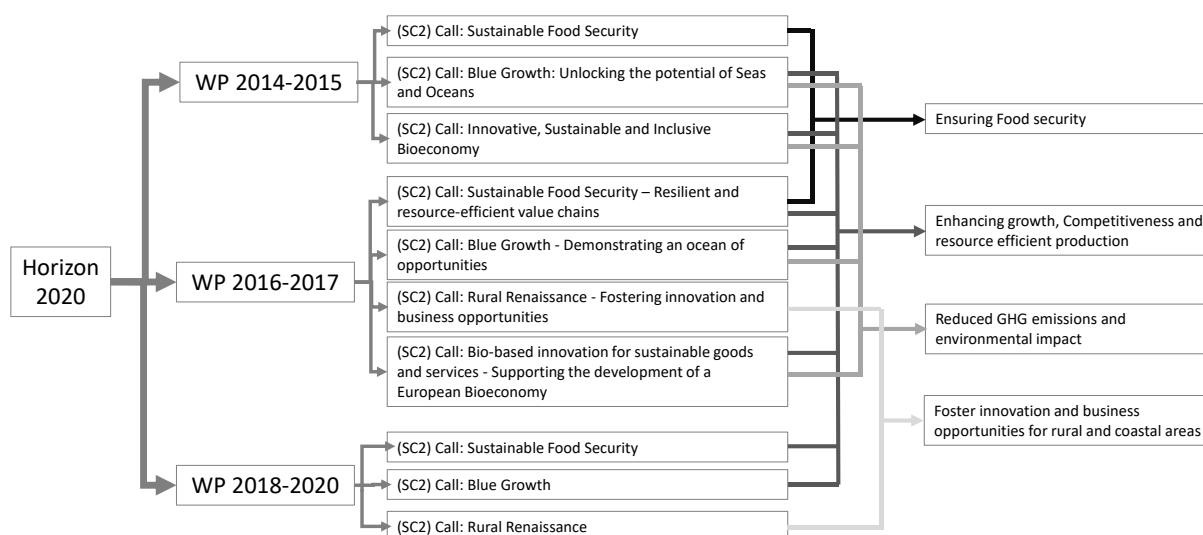 Horizon
2020
WP 2014-2015
(SC2) Call: Sustainable Food Security
(SC2) Call: Blue Growth: Unlocking the potential of Seas
and Oceans
(SC2) Call: Innovative, Sustainable and Inclusive
Bioeconomy
WP 2016-2017
(SC2) Call: Sustainable Food Security – Resilient and
resource-efficient value chains
(SC2) Call: Blue Growth - Demonstrating an ocean of
opportunities
(SC2) Call: Rural Renaissance - Fostering innovation and
business opportunities
(SC2) Call: Bio-based innovation for sustainable goods
and services - Supporting the development of a
European Bioeconomy
WP 2018-2020
(SC2) Call: Sustainable Food Security
(SC2) Call: Blue Growth
(SC2) Call: Rural Renaissance
Ensuring Food security
Enhancing growth, Competitiveness and
resource efficient production
Reduced GHG emissions and
environmental impact
Foster innovation and business
opportunities for rural and coastal areas